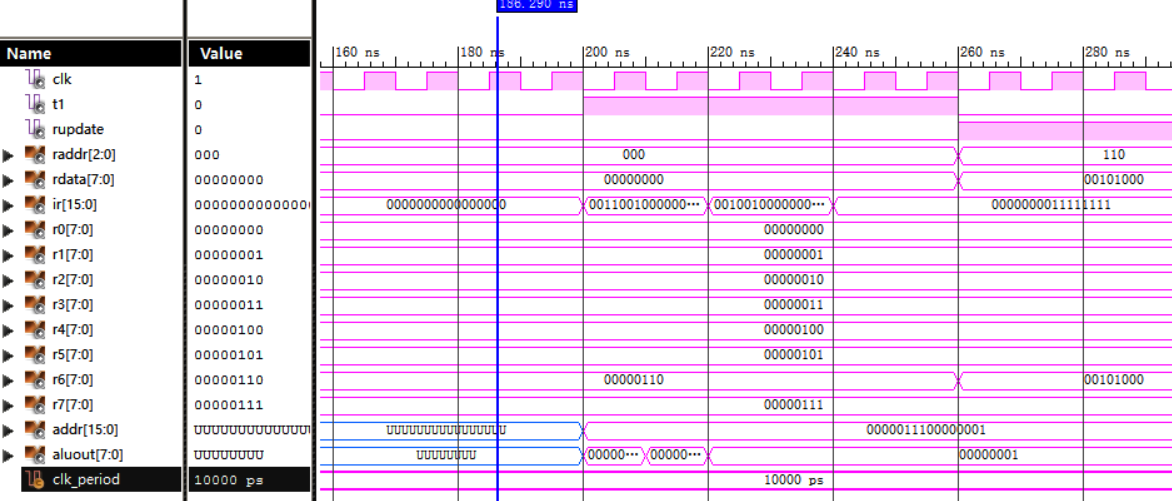 186.290 ns
Name Value 160 ns 180 ns 200 ns 220 ns 240 ns 260 ns 280 ns
clk 1
t1 0
rupdate 0
raddr[2:0] 000 000 110
rdata[7:0] 00000000 00000000 00101000
ir[15:0] 00000000000000 0000000000000000 0011001000000··· 0010010000000··· 0000000011111111
r0[7:0] 00000000 00000000
r1[7:0] 00000001 00000001
r2[7:0] 00000010 00000010
r3[7:0] 00000011 00000011
r4[7:0] 00000100 00000100
r5[7:0] 00000101 00000101
r6[7:0] 00000110 00000110 00101000
r7[7:0] 00000111 00000111
addr[15:0] UUUUUUUUUUUUUU UUUUUUUUUUUUUUUU 0000011100000001
aluout[7:0] UUUUUUUU UUUUUUUU 00000··· 00000··· 00000001
clk_period 10000 ps 10000 ps